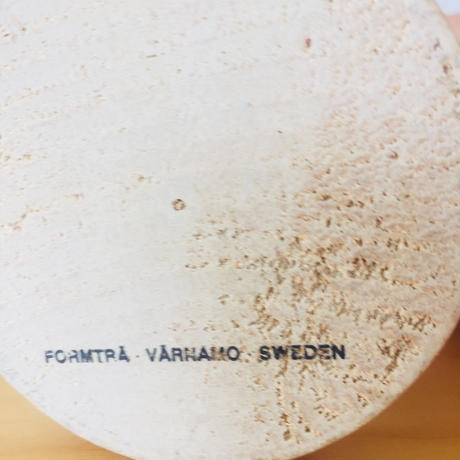 FORMTRÄ · VÄRNAMO · SWEDEN